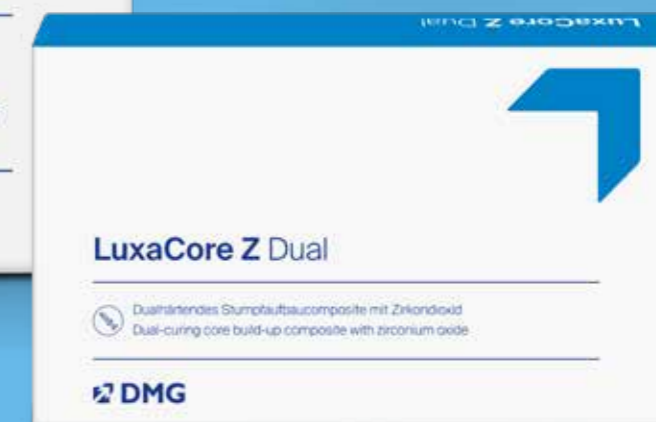 LuxaCore Z Dual
LuxaCore Z Dual
Dualhärtendes Stumpfaufbaucomposite mit Zirkondioxid
Dual-curing core build-up composite with zirconium oxide
DMG